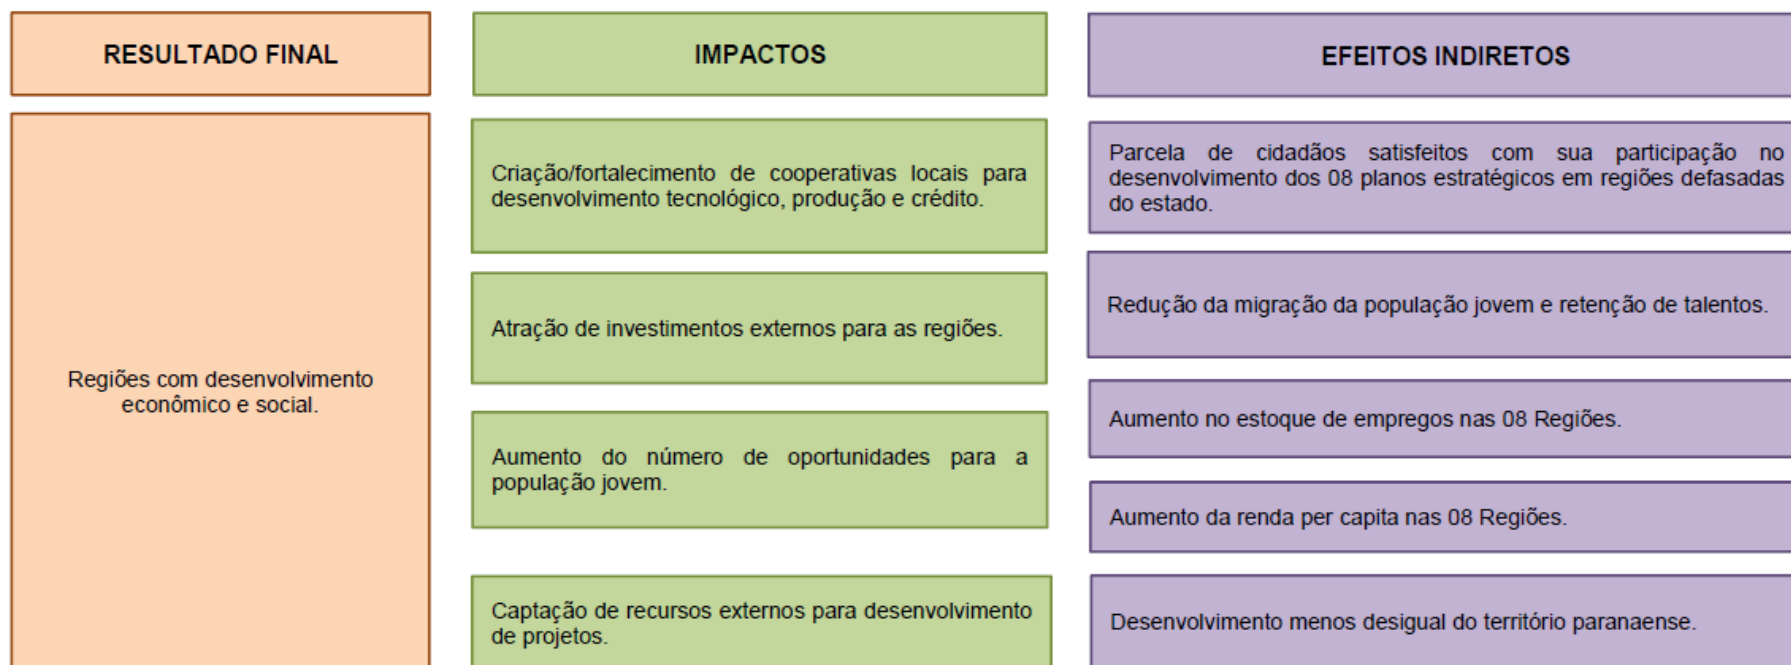 RESULTADO FINAL
Regiões com desenvolvimento
econômico e social.
IMPACTOS
Criação/fortalecimento de cooperativas locais para
desenvolvimento tecnológico, produção e crédito.
Atração de investimentos externos para as regiões.
Aumento do número de oportunidades para a
população jovem.
Captação de recursos externos para desenvolvimento
de projetos.
EFEITOS INDIRETOS
Parcela de cidadãos satisfeitos com sua participação no
desenvolvimento dos 08 planos estratégicos em regiões defasadas
do estado.
Redução da migração da população jovem e retenção de talentos.
Aumento no estoque de empregos nas 08 Regiões.
Aumento da renda per capita nas 08 Regiões.
Desenvolvimento menos desigual do território paranaense.